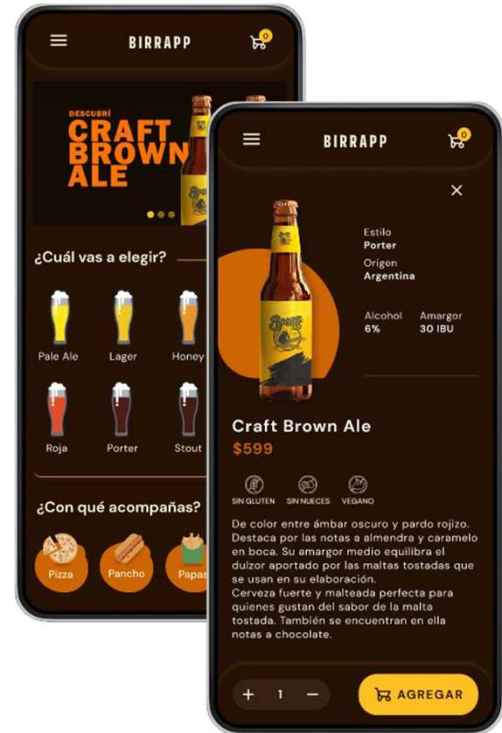 BIRRAPP
0
DESCUBRÍ
CRAFT
BROWN
ALE
¿Cuál vas a elegir?
Pale Ale
Lager
Honey
Roja
Porter
Stout
¿Con qué acompañas?
Pizza
Pancho
Papas
BIRRAPP
0
Estilo
Porter
Origen
Argentina
Alcohol
6%
Amargor
30 IBU
Craft Brown Ale
$599
SIN GLUTEN
SIN NUECES
VEGANO
De color entre ámbar oscuro y pardo rojizo.
Destaca por las notas a almendra y caramelo
en boca. Su amargor medio equilibra el
dulzor aportado por las maltas tostadas que
se usan en su elaboración.
Cerveza fuerte y malteada perfecta para
quienes gustan del sabor de la malta
tostada. También se encuentran en ella
notas a chocolate.
+ 1 −
AGREGAR